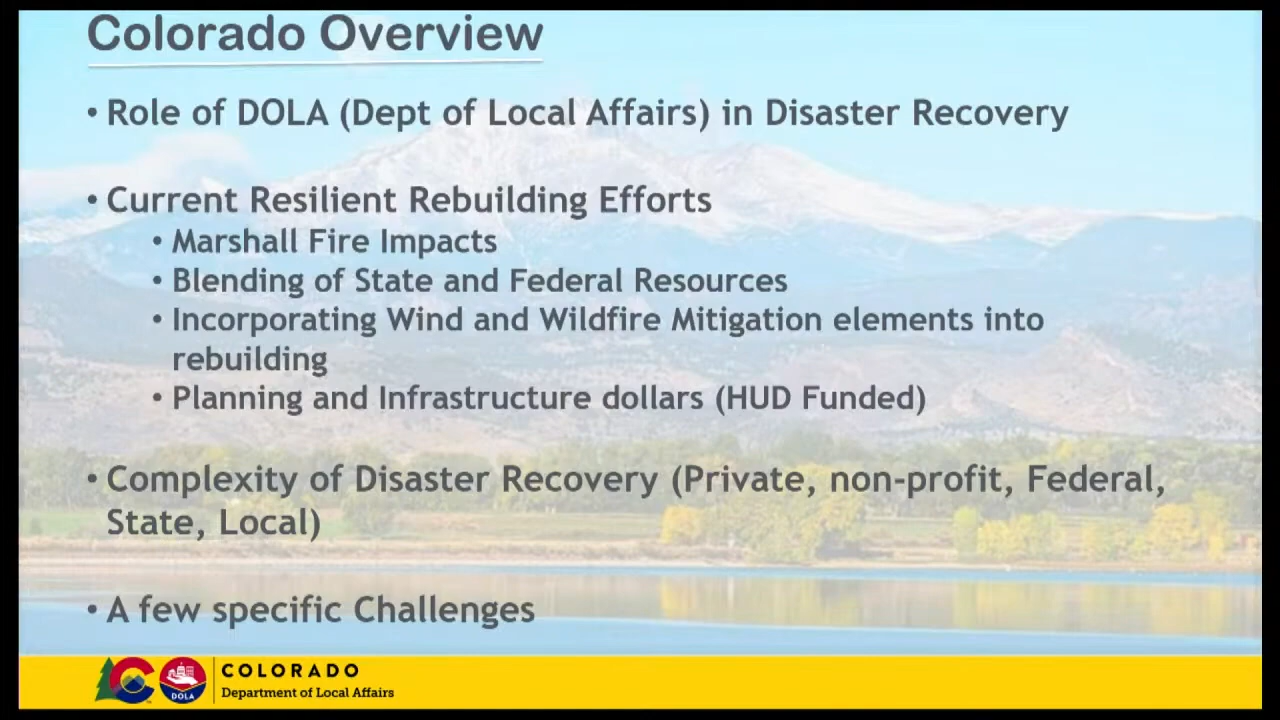 Colorado Overview
• Role of DOLA (Dept of Local Affairs) in Disaster Recovery
• Current Resilient Rebuilding Efforts
• Marshall Fire Impacts
• Blending of State and Federal Resources
• Incorporating Wind and Wildfire Mitigation elements into
rebuilding
• Planning and Infrastructure dollars (HUD Funded)
• Complexity of Disaster Recovery (Private, non-profit, Federal,
State, Local)
• A few specific Challenges
DOLA
COLORADO
Department of Local Affairs